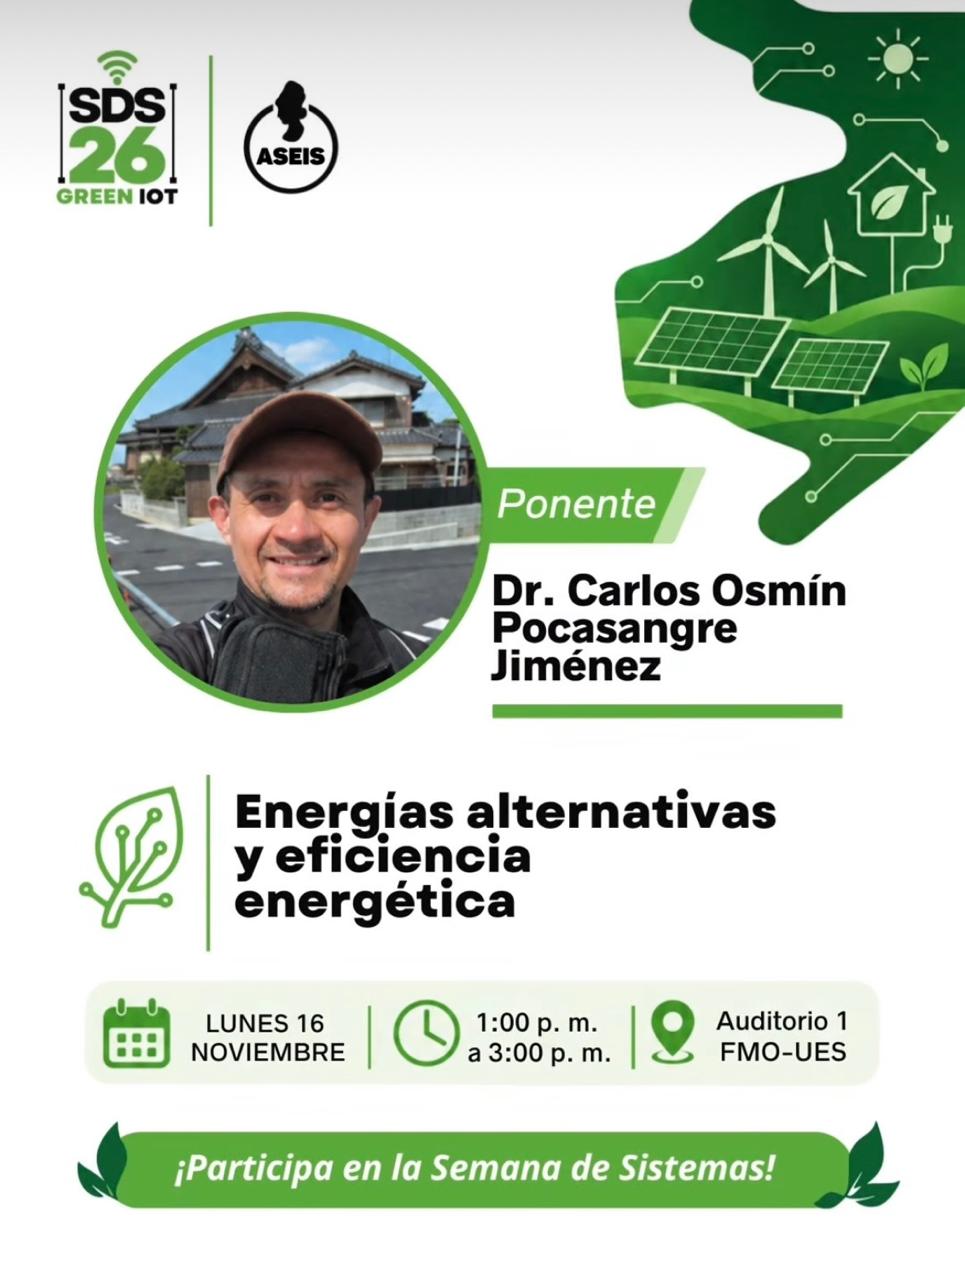 SDS
26
GREEN IOT
ASEIS
Ponente
Dr. Carlos Osmín
Pocasangre
Jiménez
Energías alternativas
y eficiencia
energética
LUNES 16
NOVIEMBRE
1:00 p. m.
a 3:00 p. m.
Auditorio 1
FMO-UES
¡Participa en la Semana de Sistemas!